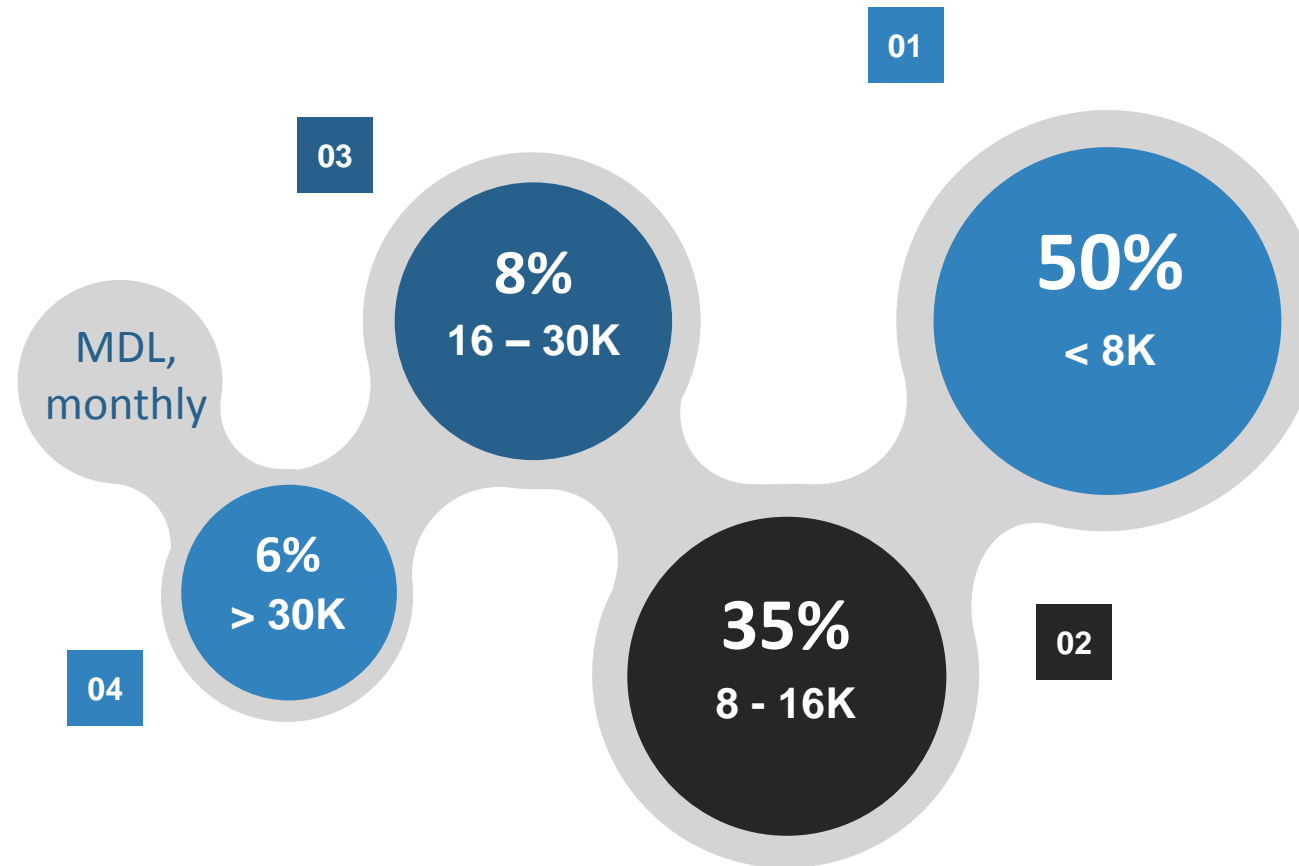 01
50%
< 8K
02
35%
8 - 16K
03
8%
16 – 30K
04
6%
> 30K
MDL,
monthly